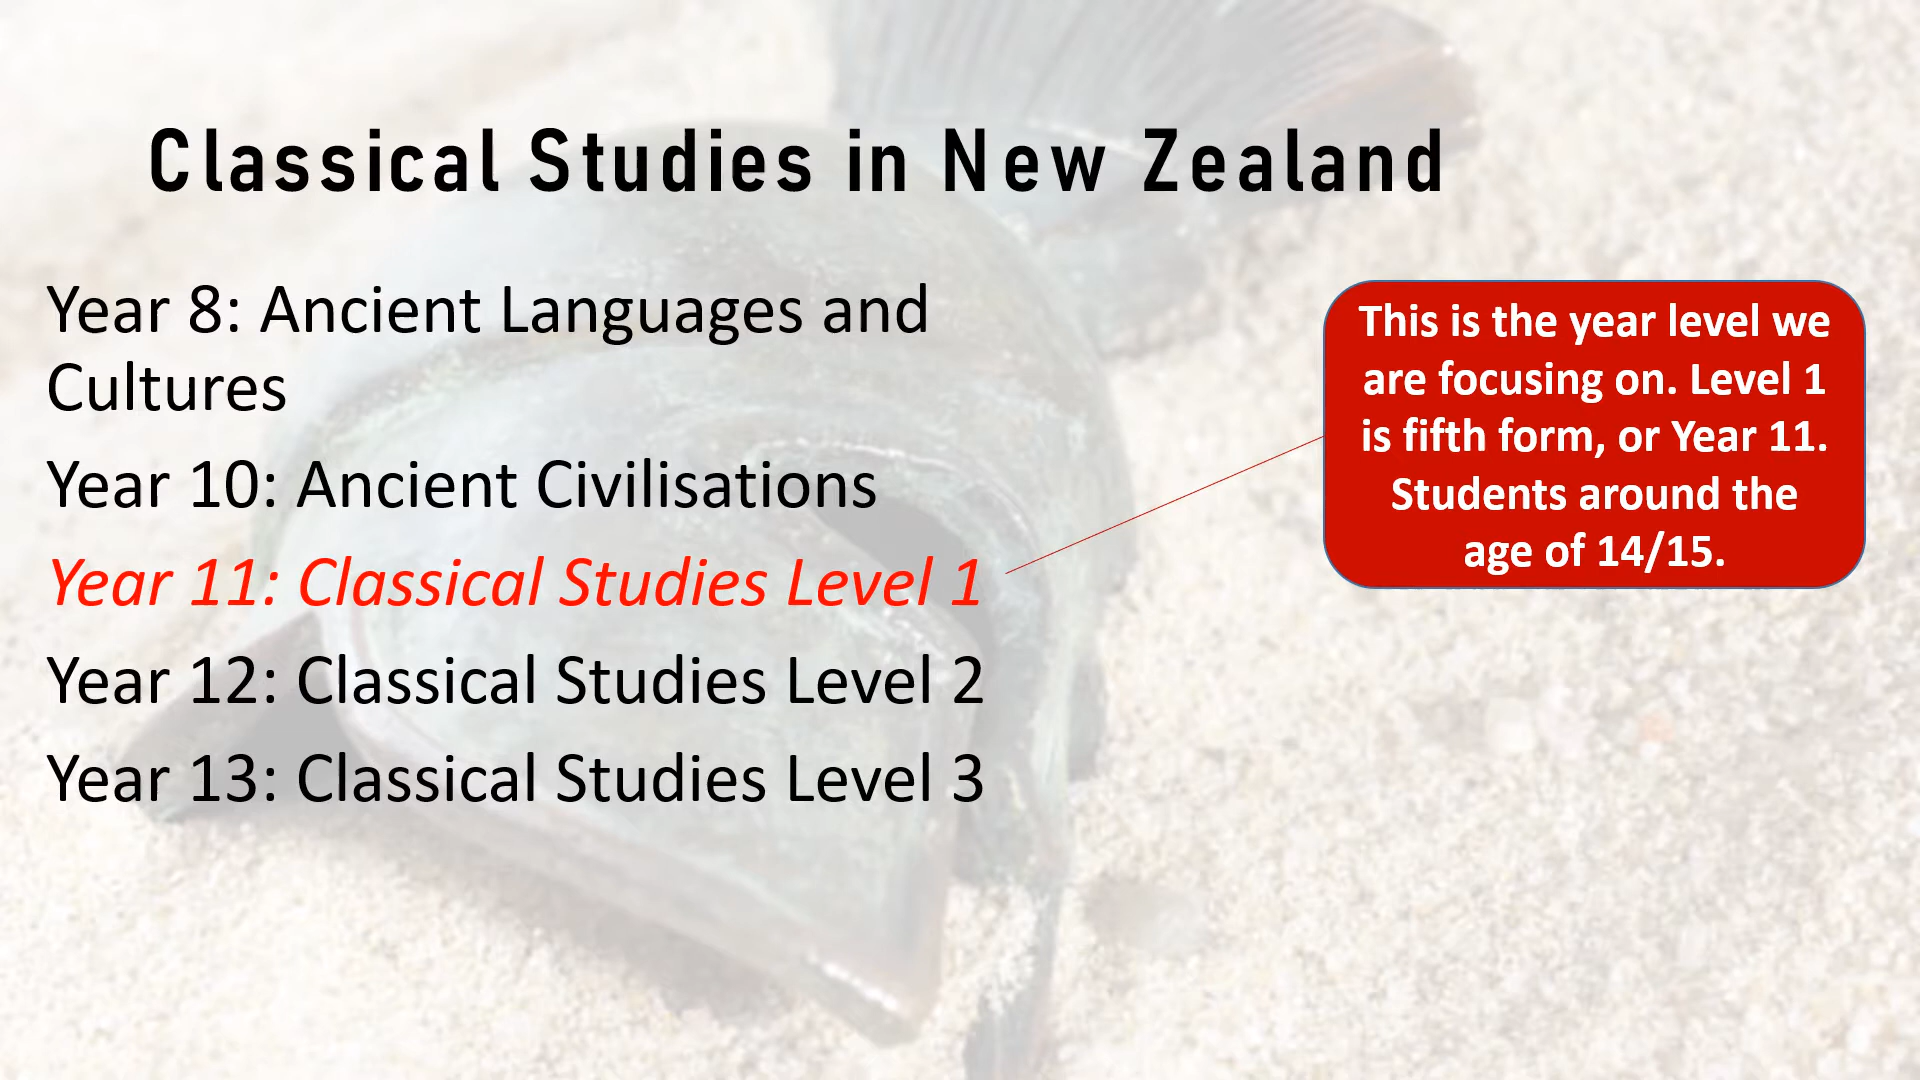 Classical Studies in New Zealand
Year 8: Ancient Languages and
Cultures
Year 10: Ancient Civilisations
Year 11: Classical Studies Level 1
Year 12: Classical Studies Level 2
Year 13: Classical Studies Level 3
This is the year level we
are focusing on. Level 1
is fifth form, or Year 11.
Students around the
age of 14/15.